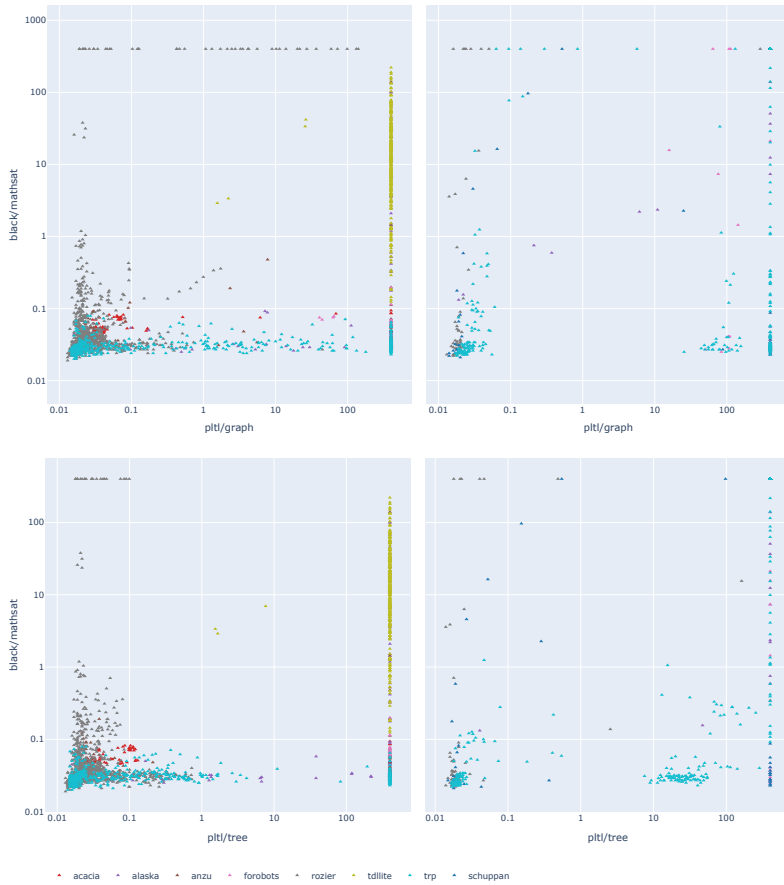 1000
100
10
1
0.1
0.01
black/mathsat
0.01 0.1 1 10 100
0.01 0.1 1 10 100
pltl/graph pltl/graph
100
10
1
0.1
0.01
black/mathsat
0.01 0.1 1 10 100
0.01 0.1 1 10 100
pltl/tree pltl/tree
acacia alaska anzu forobots rozier tdllite trp schuppan